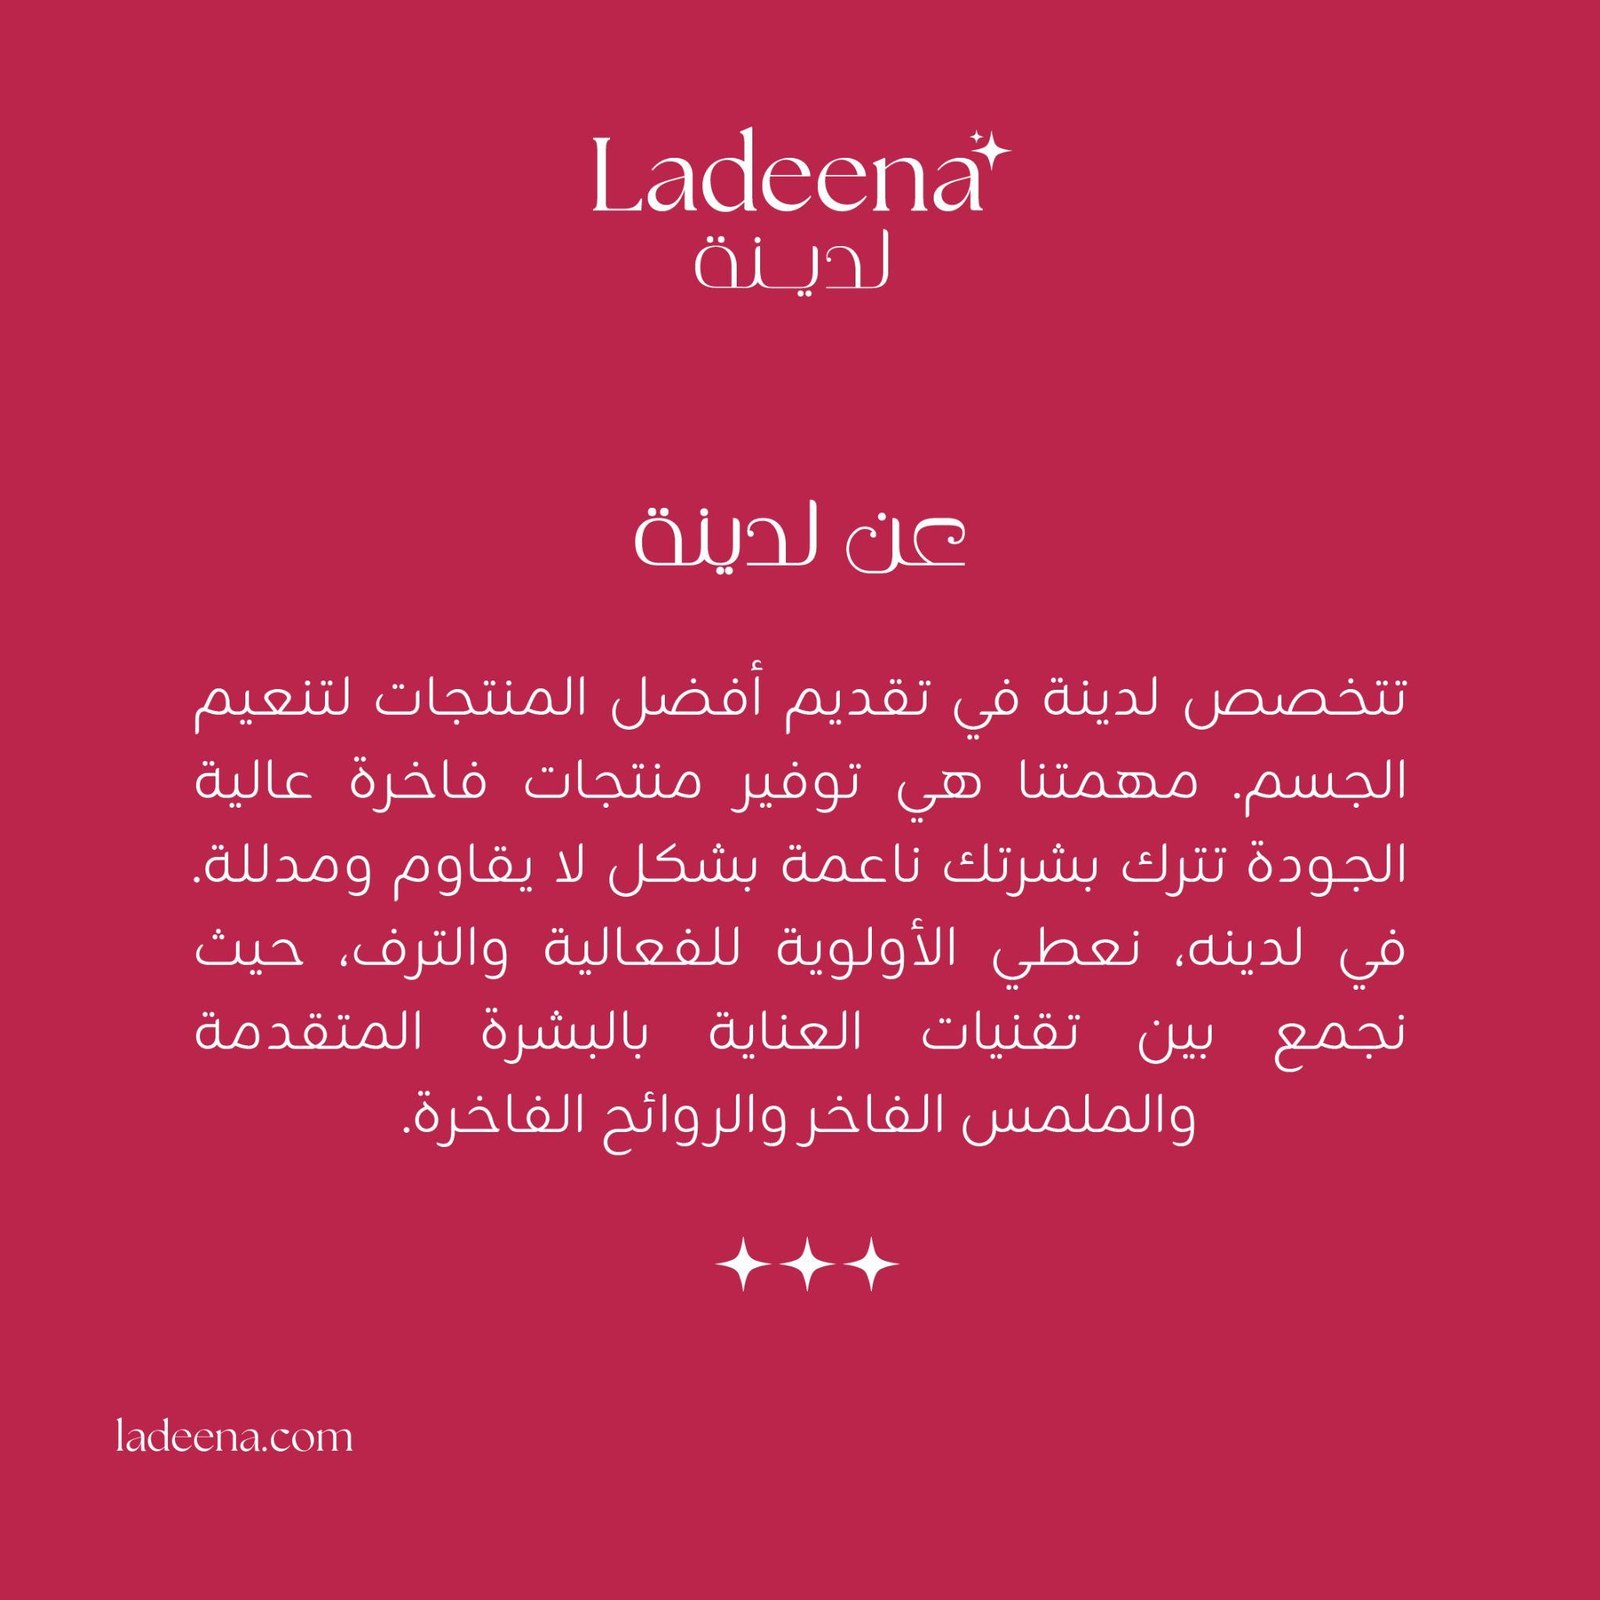 Ladeena
لدينة
عن لدينة
تتخصص لدينة في تقديم أفضل المنتجات لتنعيم
الجسم. مهمتنا هي توفير منتجات فاخرة عالية
الجودة تترك بشرتك ناعمة بشكل لا يقاوم ومدللة.
في لدينه، نعطي الأولوية للفعالية والترف، حيث
نجمع بين تقنيات العناية بالبشرة المتقدمة
والملمس الفاخر والروائح الفاخرة.
ladeena.com